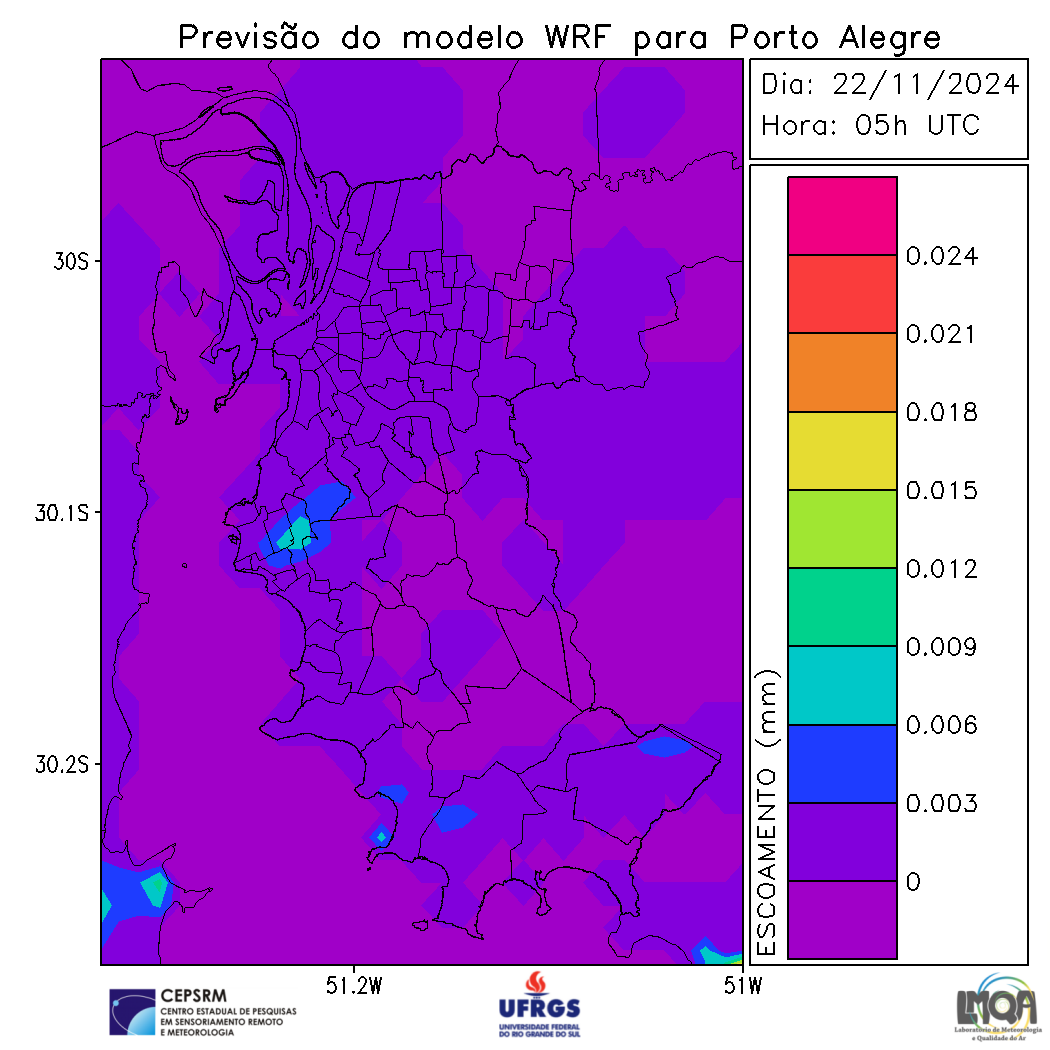 Previsão do modelo WRF para Porto Alegre
Dia: 22/11/2024
Hora: 05h UTC
30S
30.1S
30.2S
51.2W
51W
0.024
0.021
0.018
0.015
0.012
0.009
0.006
0.003
0
ESCOAMENTO (mm)
CEPSRM
CENTRO ESTADUAL DE PESQUISAS
EM SENSORIAMENTO REMOTO
E METEOROLOGIA
UFRGS
UNIVERSIDADE FEDERAL
DO RIO GRANDE DO SUL
LMQA
Laboratório de Meteorologia
e Qualidade do Ar